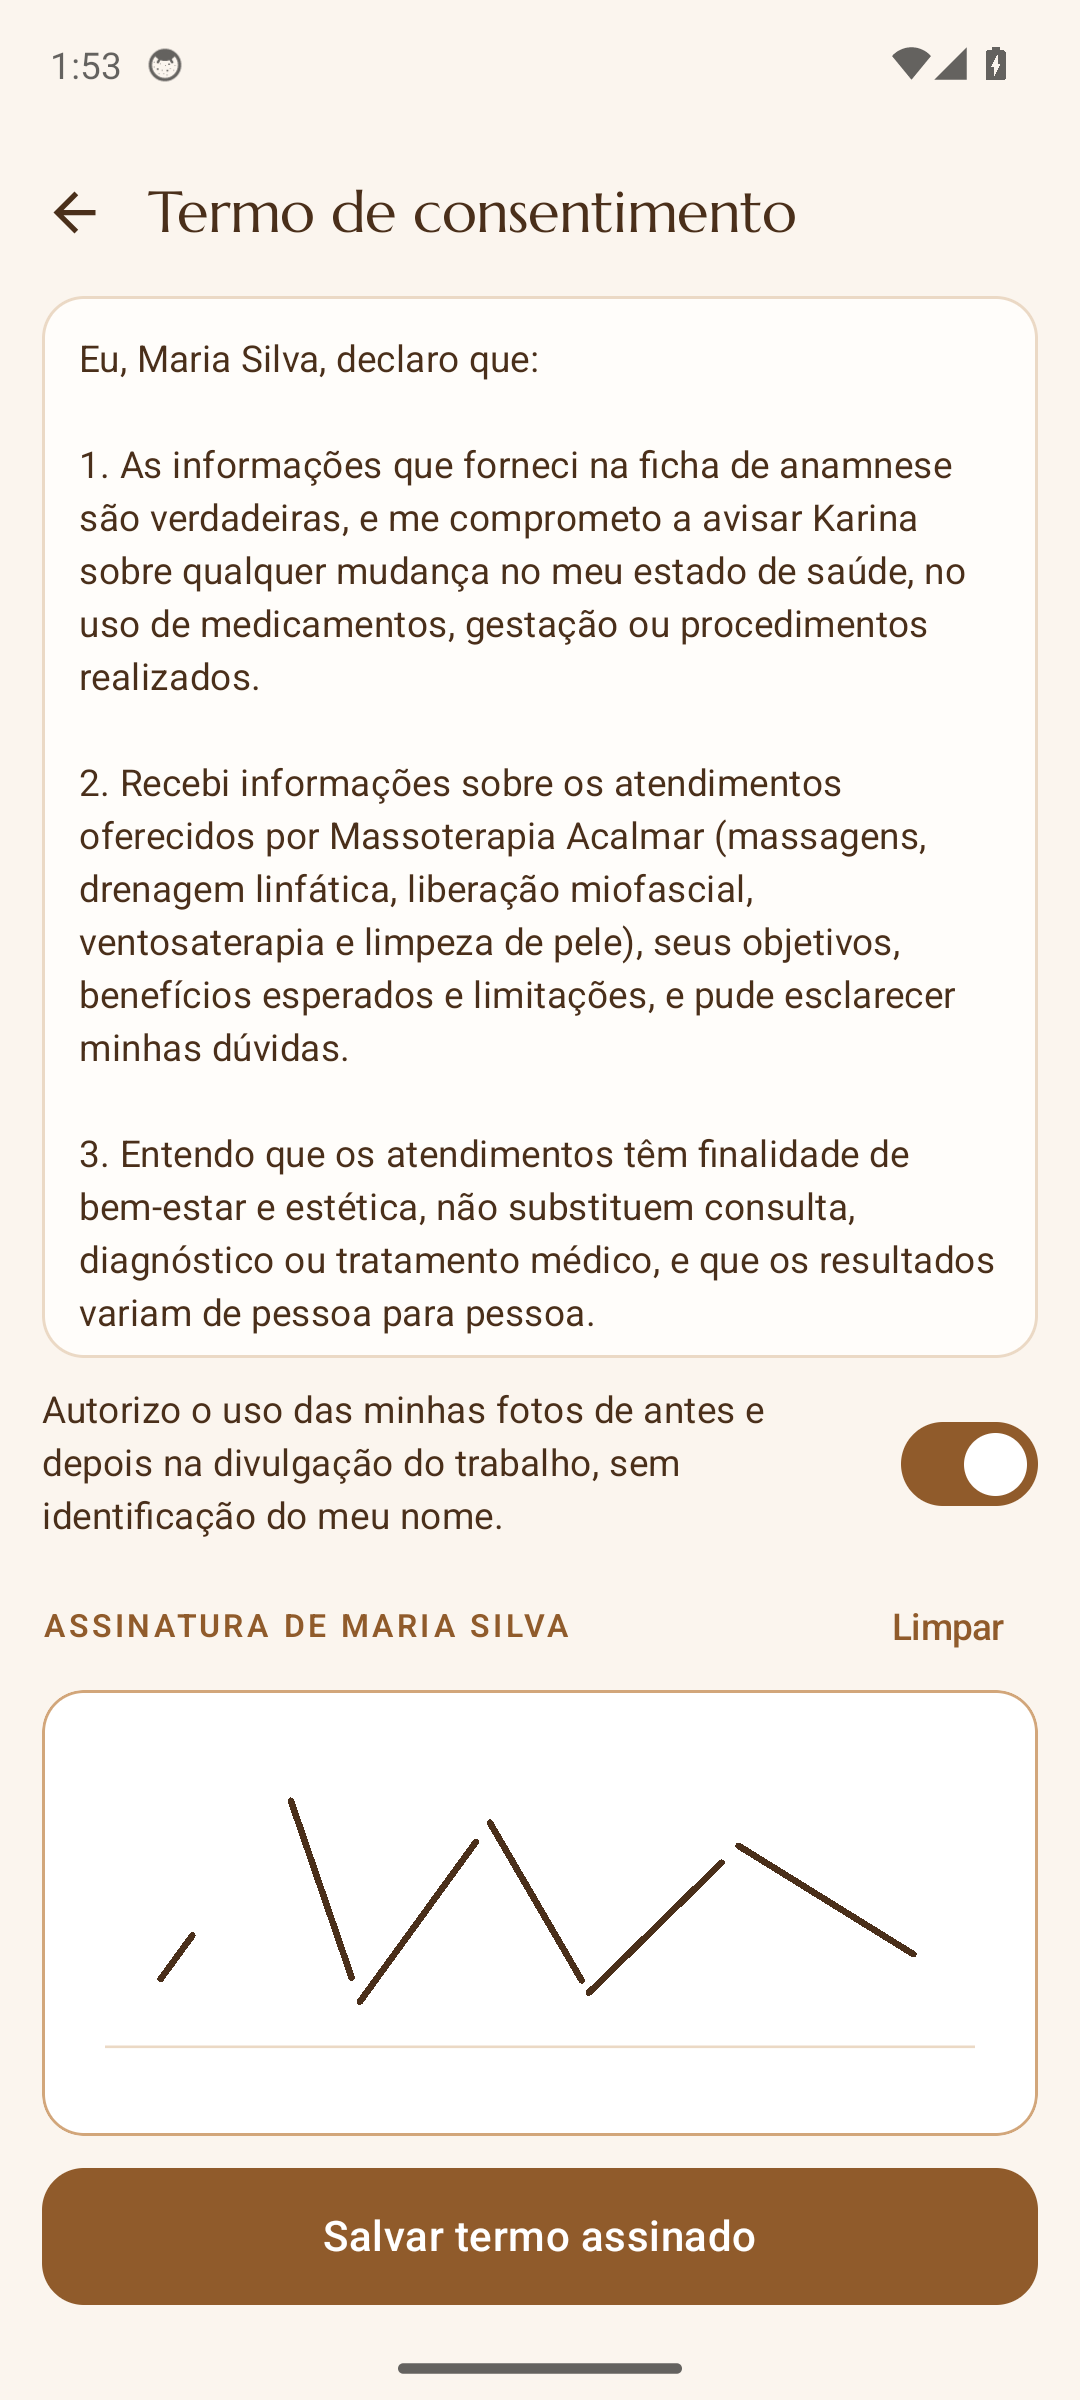 1:53
Termo de consentimento
Eu, Maria Silva, declaro que:
1. As informações que forneci na ficha de anamnese
são verdadeiras, e me comprometo a avisar Karina
sobre qualquer mudança no meu estado de saúde, no
uso de medicamentos, gestação ou procedimentos
realizados.
2. Recebi informações sobre os atendimentos
oferecidos por Massoterapia Acalmar (massagens,
drenagem linfática, liberação miofascial,
ventosaterapia e limpeza de pele), seus objetivos,
benefícios esperados e limitações, e pude esclarecer
minhas dúvidas.
3. Entendo que os atendimentos têm finalidade de
bem-estar e estética, não substituem consulta,
diagnóstico ou tratamento médico, e que os resultados
variam de pessoa para pessoa.
Autorizo o uso das minhas fotos de antes e
depois na divulgação do trabalho, sem
identificação do meu nome.
ASSINATURA DE MARIA SILVA
Limpar
Salvar termo assinado